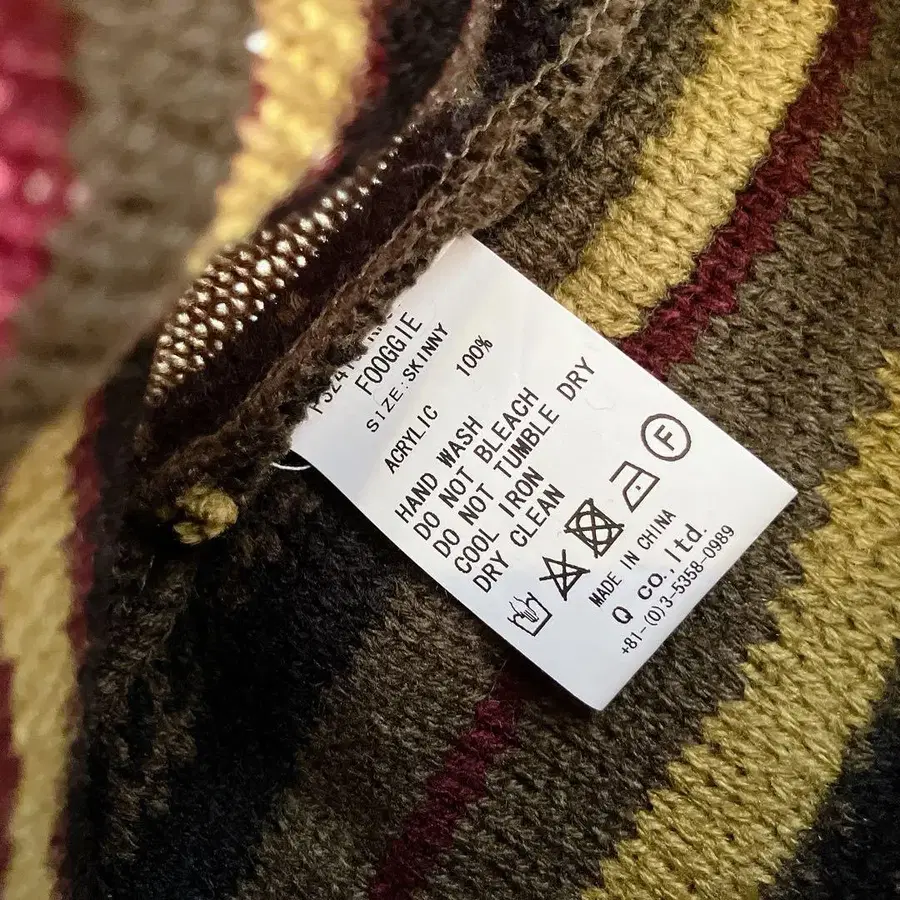 FOOGGIE
SIZE:SKINNY
ACRYLIC 100%
HAND WASH
DO NOT BLEACH
DO NOT TUMBLE DRY
COOL IRON
DRY CLEAN
F
MADE IN CHINA
Q co.,ltd.
+81-(0)3-5358-0989